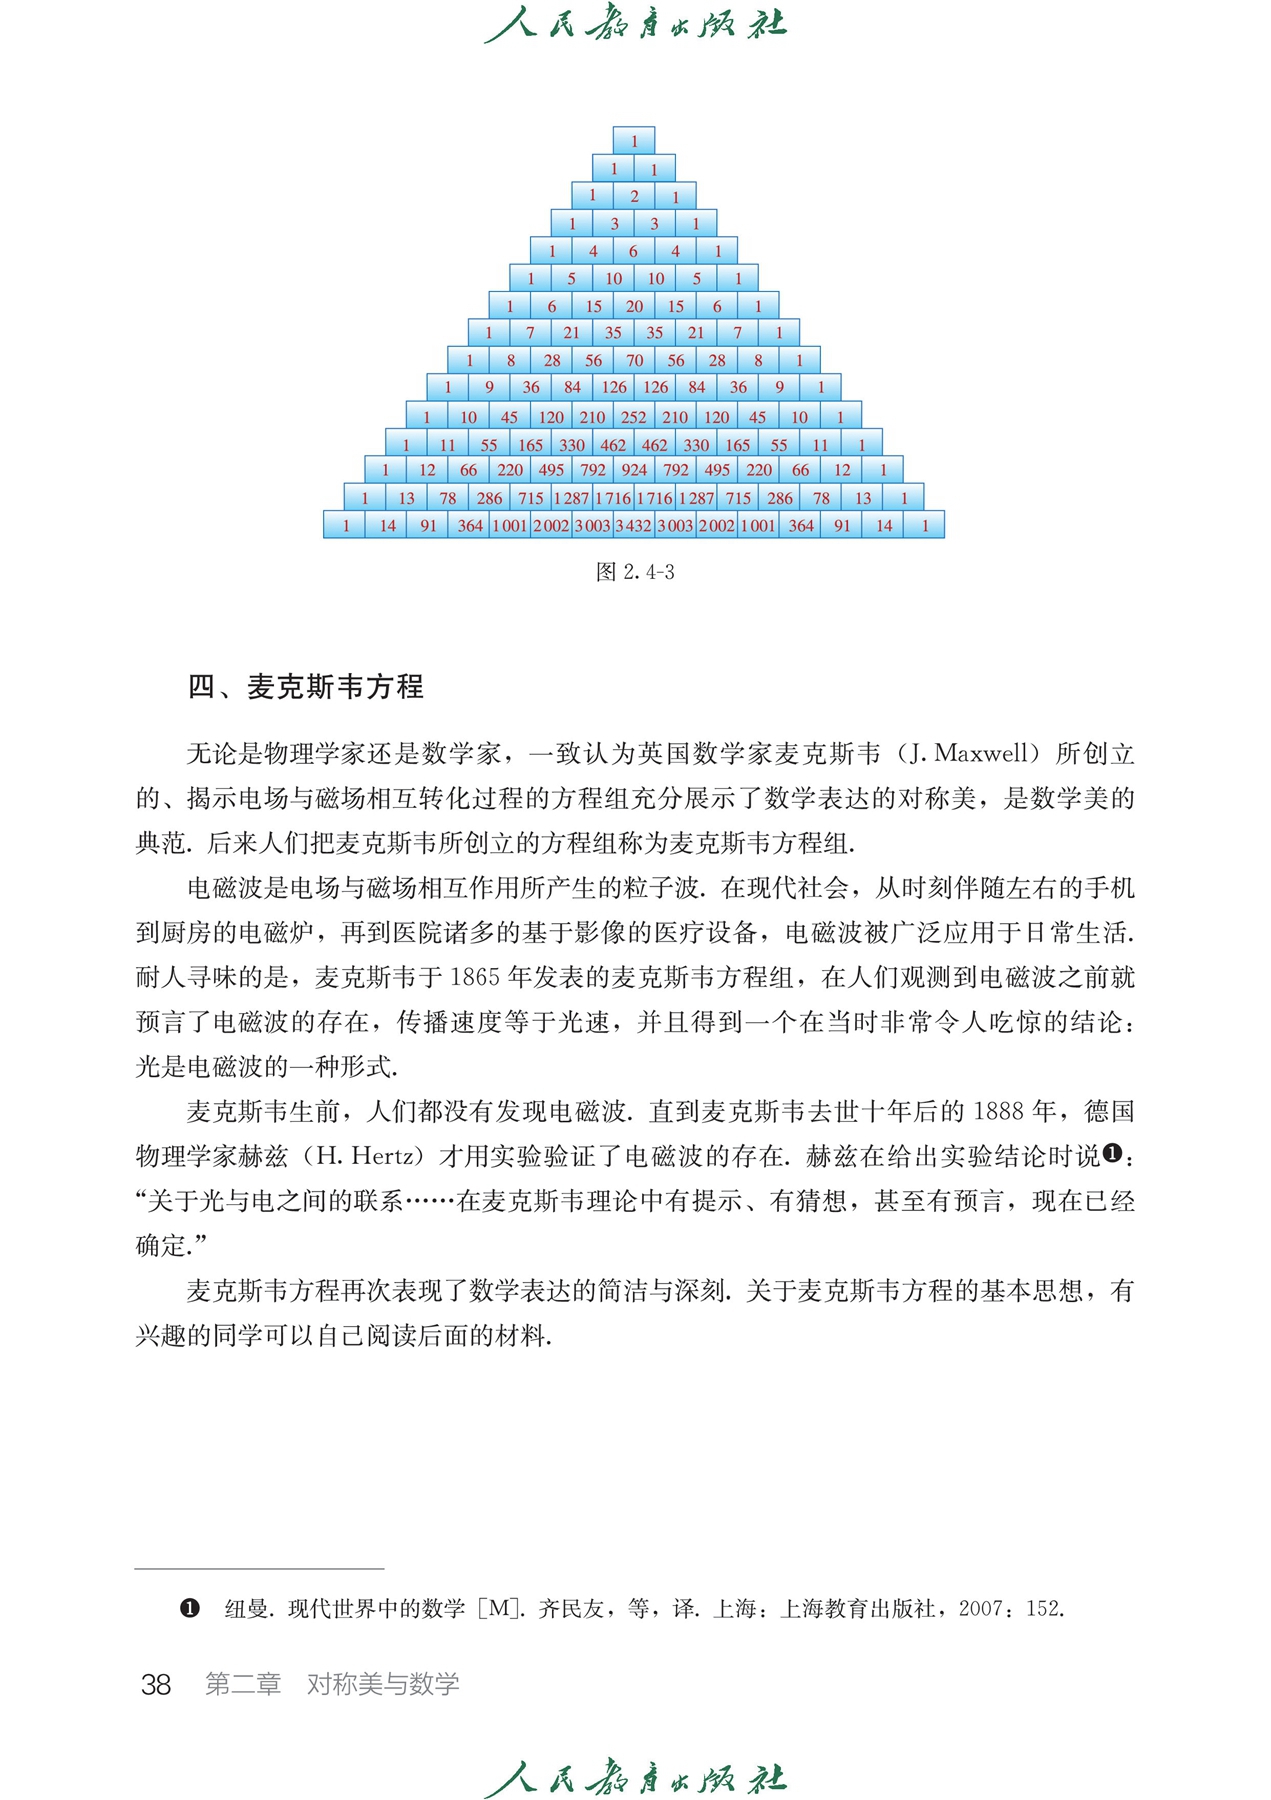 人民教育出版社
1
1 1
1 2 1
1 3 3 1
1 4 6 4 1
1 5 10 10 5 1
1 6 15 20 15 6 1
1 7 21 35 35 21 7 1
1 8 28 56 70 56 28 8 1
1 9 36 84 126 126 84 36 9 1
1 10 45 120 210 252 210 120 45 10 1
1 11 55 165 330 462 462 330 165 55 11 1
1 12 66 220 495 792 924 792 495 220 66 12 1
1 13 78 286 715 1287 1716 1716 1287 715 286 78 13 1
1 14 91 364 1001 2002 3003 3432 3003 2002 1001 364 91 14 1
图 2.4-3
四、麦克斯韦方程
无论是物理学家还是数学家，一致认为英国数学家麦克斯韦（J. Maxwell）所创立
的、揭示电场与磁场相互转化过程的方程组充分展示了数学表达的对称美，是数学美的
典范. 后来人们把麦克斯韦所创立的方程组称为麦克斯韦方程组.
电磁波是电场与磁场相互作用所产生的粒子波. 在现代社会，从时刻伴随左右的手机
到厨房的电磁炉，再到医院诸多的基于影像的医疗设备，电磁波被广泛应用于日常生活.
耐人寻味的是，麦克斯韦于 1865 年发表的麦克斯韦方程组，在人们观测到电磁波之前就
预言了电磁波的存在，传播速度等于光速，并且得到一个在当时非常令人吃惊的结论：
光是电磁波的一种形式.
麦克斯韦生前，人们都没有发现电磁波. 直到麦克斯韦去世十年后的 1888 年，德国
物理学家赫兹（H. Hertz）才用实验验证了电磁波的存在. 赫兹在给出实验结论时说❶：
“关于光与电之间的联系……在麦克斯韦理论中有提示、有猜想，甚至有预言，现在已经
确定.”
麦克斯韦方程再次表现了数学表达的简洁与深刻. 关于麦克斯韦方程的基本思想，有
兴趣的同学可以自己阅读后面的材料.
❶ 纽曼. 现代世界中的数学［M］. 齐民友，等，译. 上海：上海教育出版社，2007：152.
38 第二章 对称美与数学
人民教育出版社